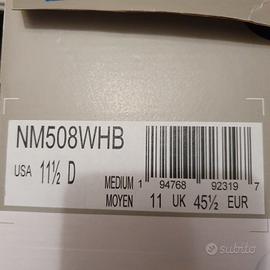 NM508WHB
USA 11½ D
MEDIUM 1 94768 92319 7
MOYEN 11 UK 45½ EUR
subito